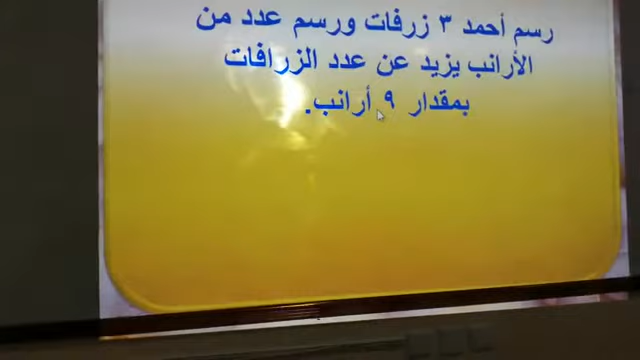 رسم أحمد ٣ زرفات ورسم عدد من
الأرانب يزيد عن عدد الزرافات
بمقدار ٩ أرانب.